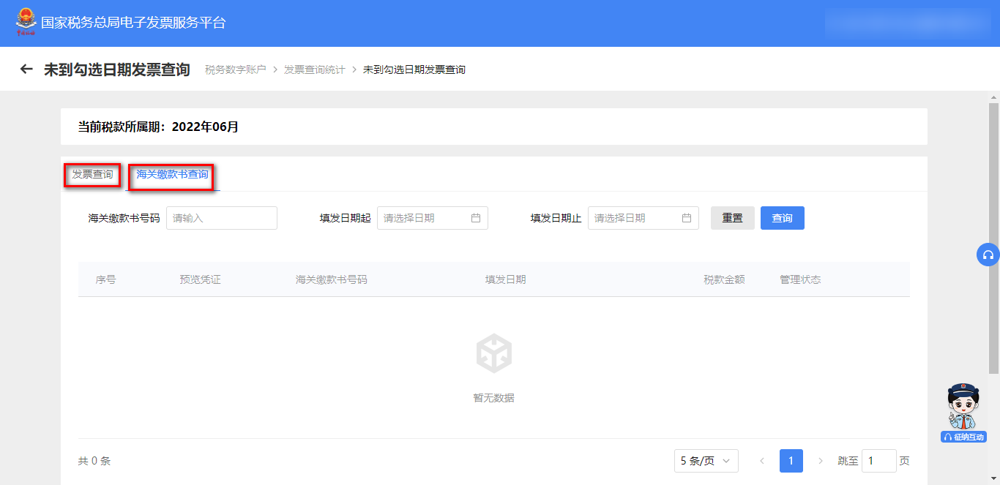 国家税务总局电子发票服务平台
未到勾选日期发票查询 税务数字账户 > 发票查询统计 > 未到勾选日期发票查询
当前税款所属期：2022年06月
发票查询 海关缴款书查询
海关缴款书号码 请输入 填发日期起 请选择日期 填发日期止 请选择日期 重置 查询
序号 预览凭证 海关缴款书号码 填发日期 税款金额 管理状态
暂无数据
征纳互动
共 0 条 5 条/页 1 跳至 1 页